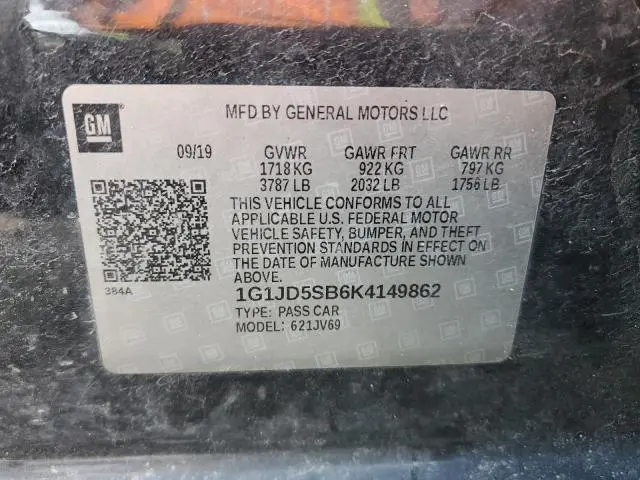 GM
MFD BY GENERAL MOTORS LLC
09/19 GVWR GAWR FRT GAWR RR
1718 KG 922 KG 797 KG
3787 LB 2032 LB 1756 LB
THIS VEHICLE CONFORMS TO ALL
APPLICABLE U.S. FEDERAL MOTOR
VEHICLE SAFETY, BUMPER, AND THEFT
PREVENTION STANDARDS IN EFFECT ON
THE DATE OF MANUFACTURE SHOWN
ABOVE.
384A
1G1JD5SB6K4149862
TYPE: PASS CAR
MODEL: 621JV69